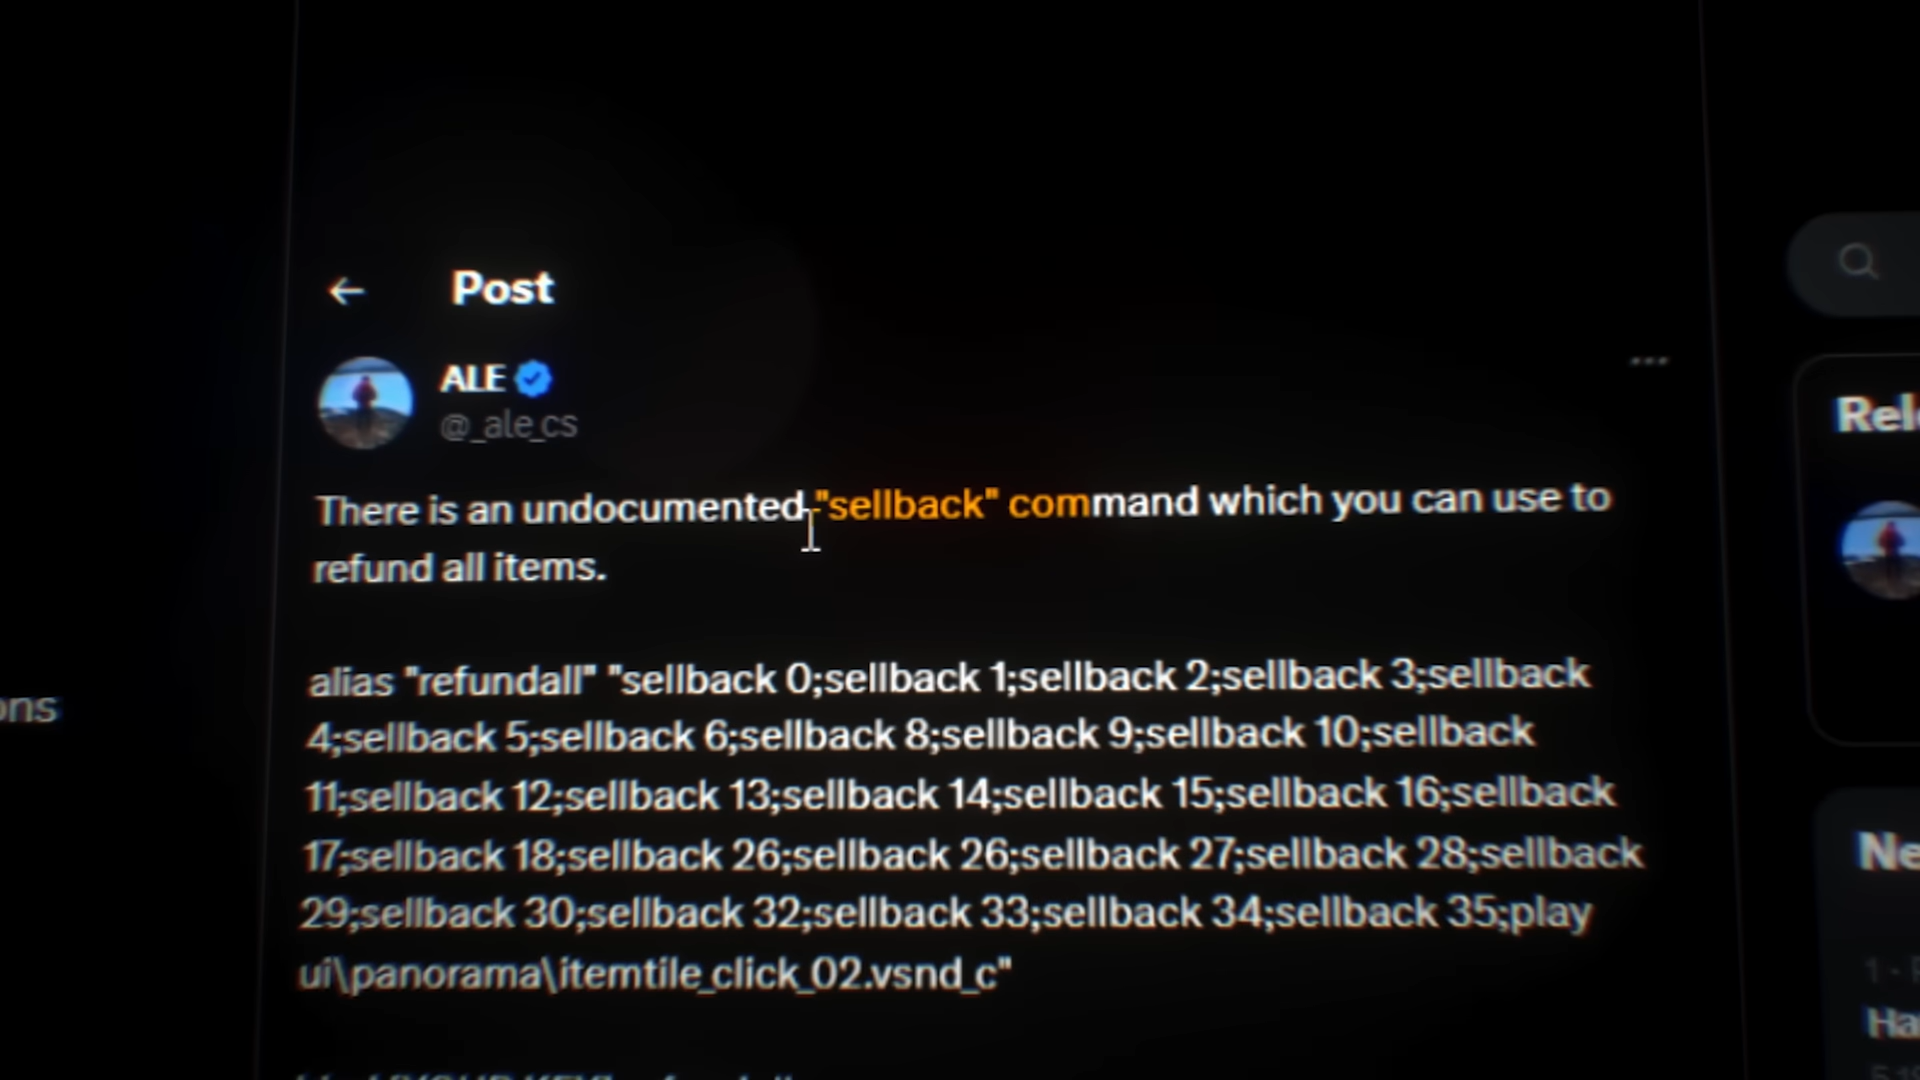 Post
ALE
@_ale_cs
There is an undocumented "sellback" command which you can use to
refund all items.
alias "refundall" "sellback 0;sellback 1;sellback 2;sellback 3;sellback
4;sellback 5;sellback 6;sellback 8;sellback 9;sellback 10;sellback
11;sellback 12;sellback 13;sellback 14;sellback 15;sellback 16;sellback
17;sellback 18;sellback 26;sellback 26;sellback 27;sellback 28;sellback
29;sellback 30;sellback 32;sellback 33;sellback 34;sellback 35;play
ui\panorama\itemtile_click_02.vsnd_c"